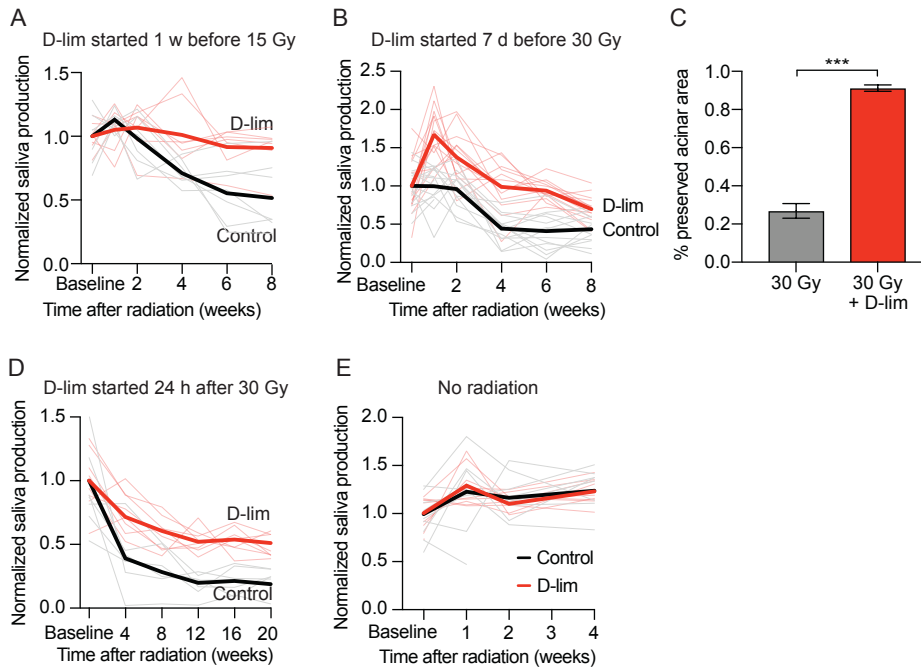 A
D-lim started 1 w before 15 Gy
Normalized saliva production
1.5
1.0
0.5
0.0
D-lim
Control
Baseline 2 4 6 8
Time after radiation (weeks)
B
D-lim started 7 d before 30 Gy
Normalized saliva production
2.5
2.0
1.5
1.0
0.5
0.0
D-lim
Control
Baseline 2 4 6 8
Time after radiation (weeks)
C
% preserved acinar area
1.0
0.8
0.6
0.4
0.2
0.0
***
30 Gy
30 Gy
+ D-lim
D
D-lim started 24 h after 30 Gy
Normalized saliva production
1.5
1.0
0.5
0.0
D-lim
Control
Baseline 4 8 12 16 20
Time after radiation (weeks)
E
No radiation
Normalized saliva production
2.0
1.5
1.0
0.5
0.0
Control
D-lim
Baseline 1 2 3 4
Time after radiation (weeks)